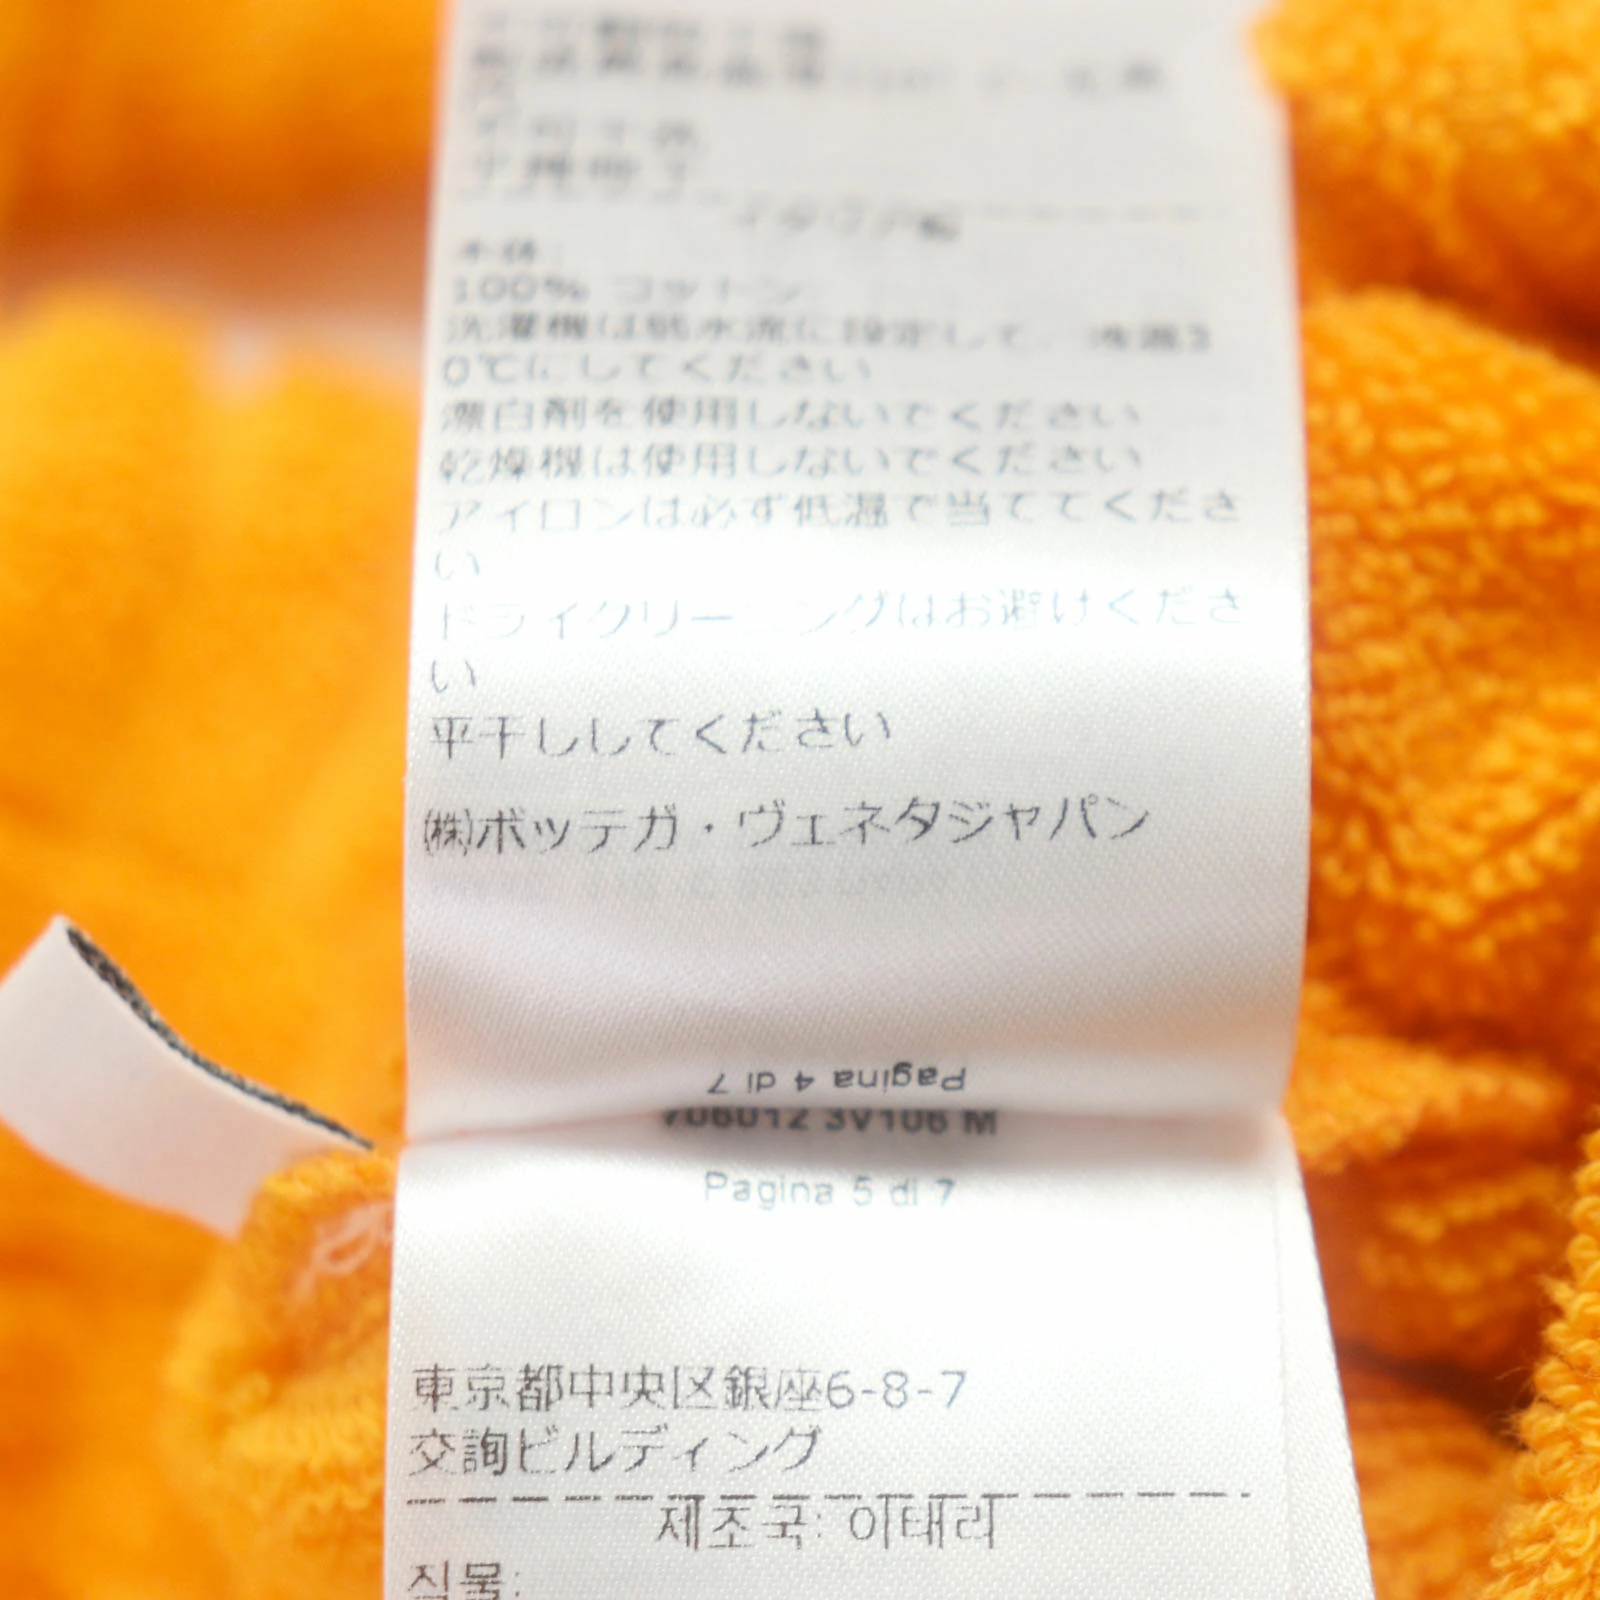 イタリア製
本体:
100% コットン
洗濯機は弱水流に設定して、液温3
0℃にしてください
漂白剤を使用しないでください
乾燥機は使用しないでください
アイロンは必ず低温で当ててくださ
い
ドライクリーニングはお避けくださ
い
平干ししてください
㈱ボッテガ・ヴェネタジャパン
Pagina 4 di 7
706012 3V106 M
Pagina 5 di 7
東京都中央区銀座6-8-7
交詢ビルディング
제조국: 이태리
직물: